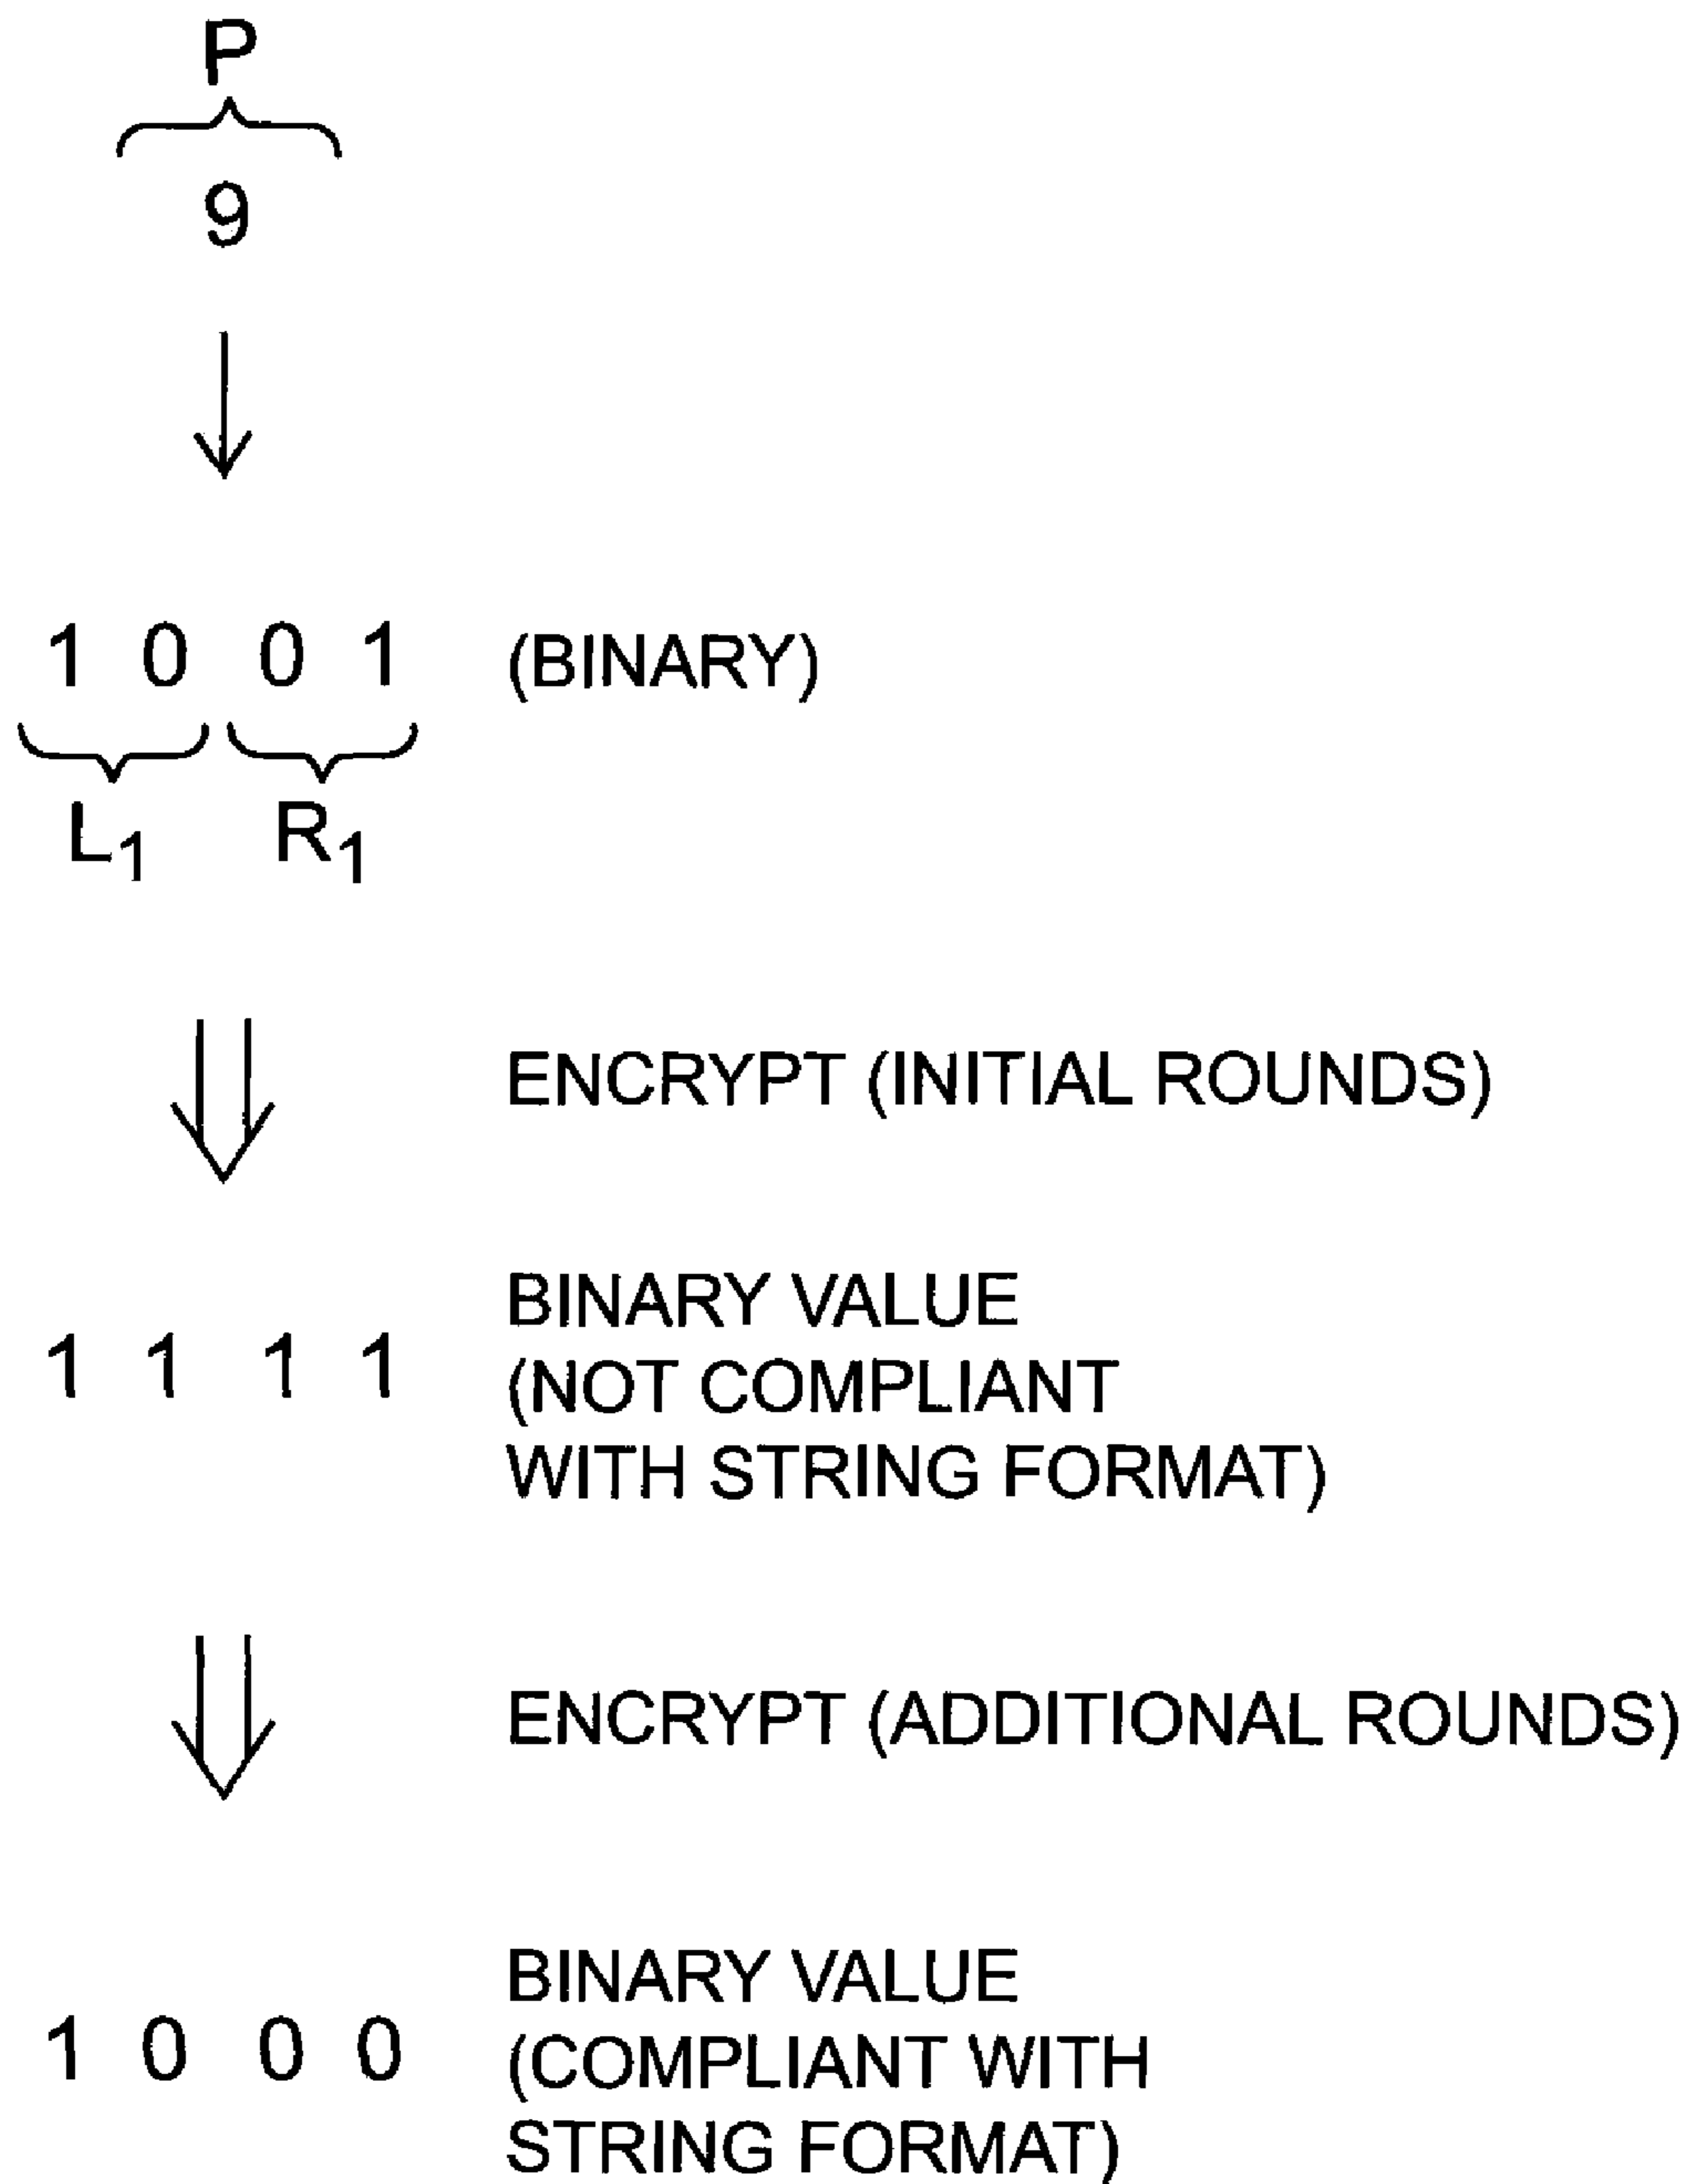 P
9
1 0 0 1 (BINARY)
L1 R1
ENCRYPT (INITIAL ROUNDS)
BINARY VALUE
1 1 1 1 (NOT COMPLIANT
WITH STRING FORMAT)
ENCRYPT (ADDITIONAL ROUNDS)
BINARY VALUE
1 0 0 0 (COMPLIANT WITH
STRING FORMAT)